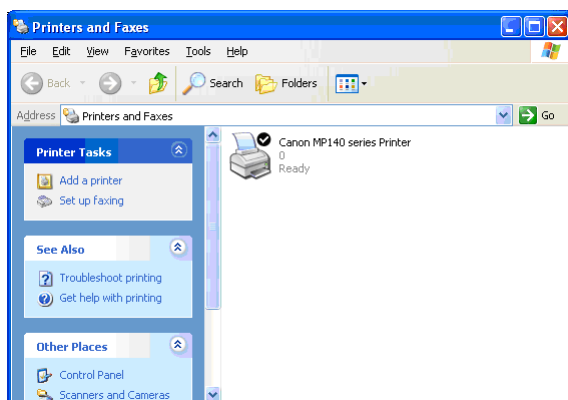 Printers and Faxes
File Edit View Favorites Tools Help
Back Search Folders
Address Printers and Faxes Go
Printer Tasks
Add a printer
Set up faxing
See Also
Troubleshoot printing
Get help with printing
Other Places
Control Panel
Scanners and Cameras
Canon MP140 series Printer
0
Ready